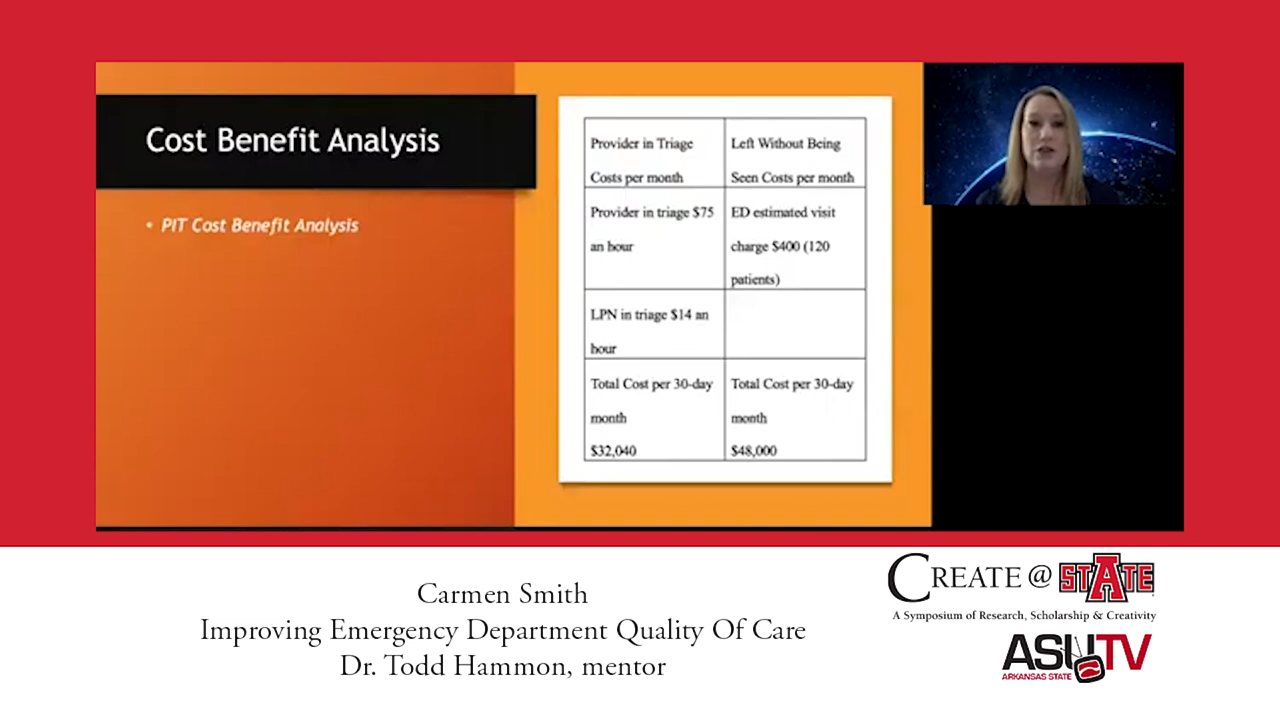 Cost Benefit Analysis
• PIT Cost Benefit Analysis
Provider in Triage
Costs per month
Left Without Being
Seen Costs per month
Provider in triage $75
an hour
ED estimated visit
charge $400 (120
patients)
LPN in triage $14 an
hour
Total Cost per 30-day
month
$32,040
Total Cost per 30-day
month
$48,000
Carmen Smith
Improving Emergency Department Quality Of Care
Dr. Todd Hammon, mentor
CREATE @ STATE
A Symposium of Research, Scholarship & Creativity
ASUTV
ARKANSAS STATE